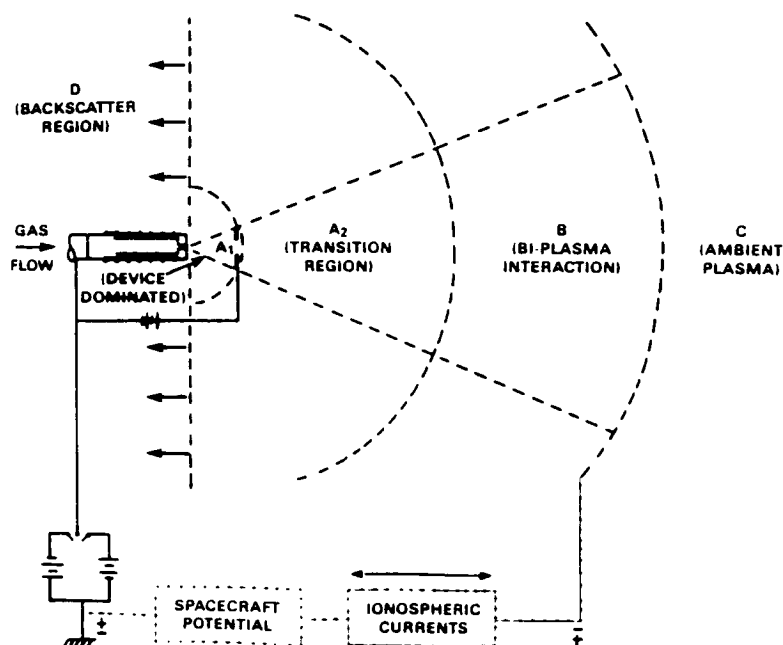 D
(BACKSCATTER
REGION)
GAS
FLOW
A1
(DEVICE
DOMINATED)
A2
(TRANSITION
REGION)
B
(BI-PLASMA
INTERACTION)
C
(AMBIENT
PLASMA)
SPACECRAFT
POTENTIAL
IONOSPHERIC
CURRENTS